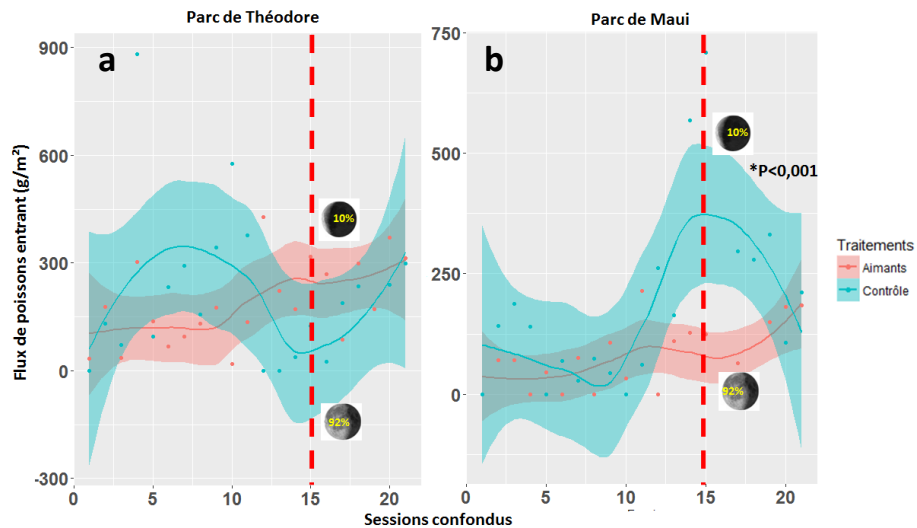 Parc de Théodore
Parc de Maui
Flux de poissons entrant (g/m²)
900
600
300
0
-300
a
10%
92%
0
5
10
15
20
750
500
250
0
b
10%
*P<0,001
92%
0
5
10
15
20
Sessions confondus
Traitements
Aimants
Contrôle